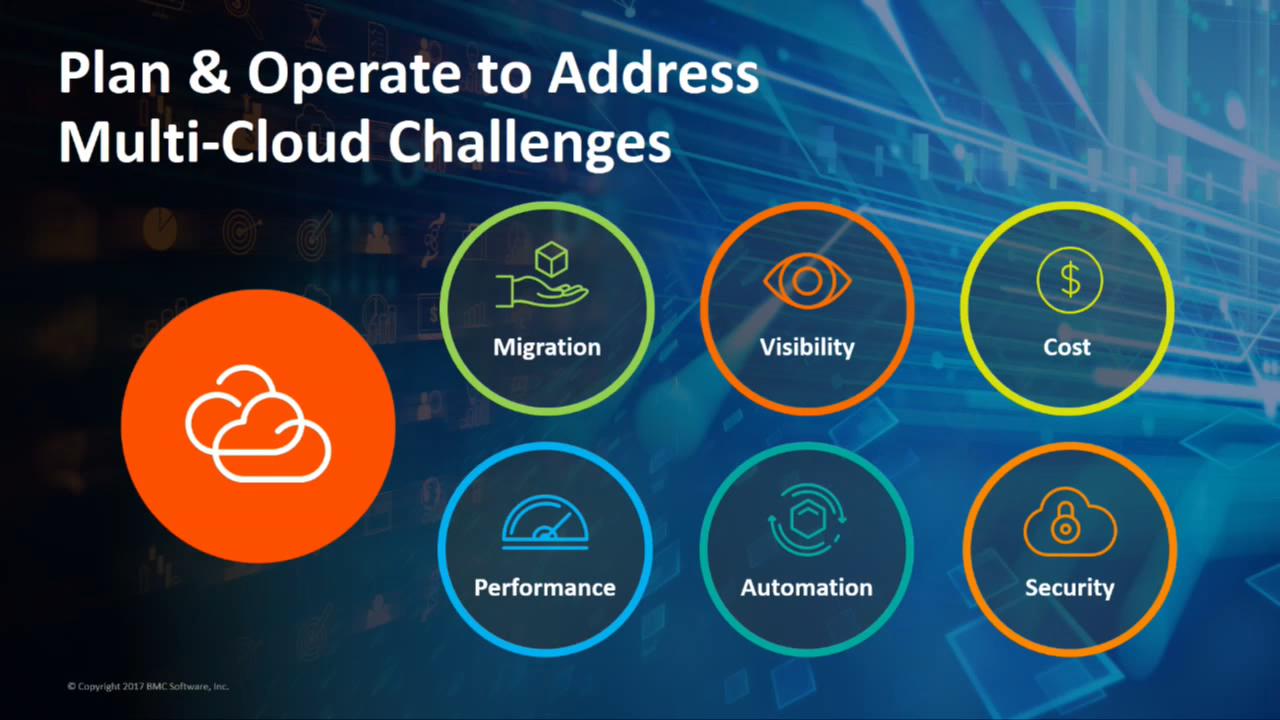 Plan & Operate to Address
Multi-Cloud Challenges
Migration
Visibility
Cost
Performance
Automation
Security
© Copyright 2017 BMC Software, Inc.